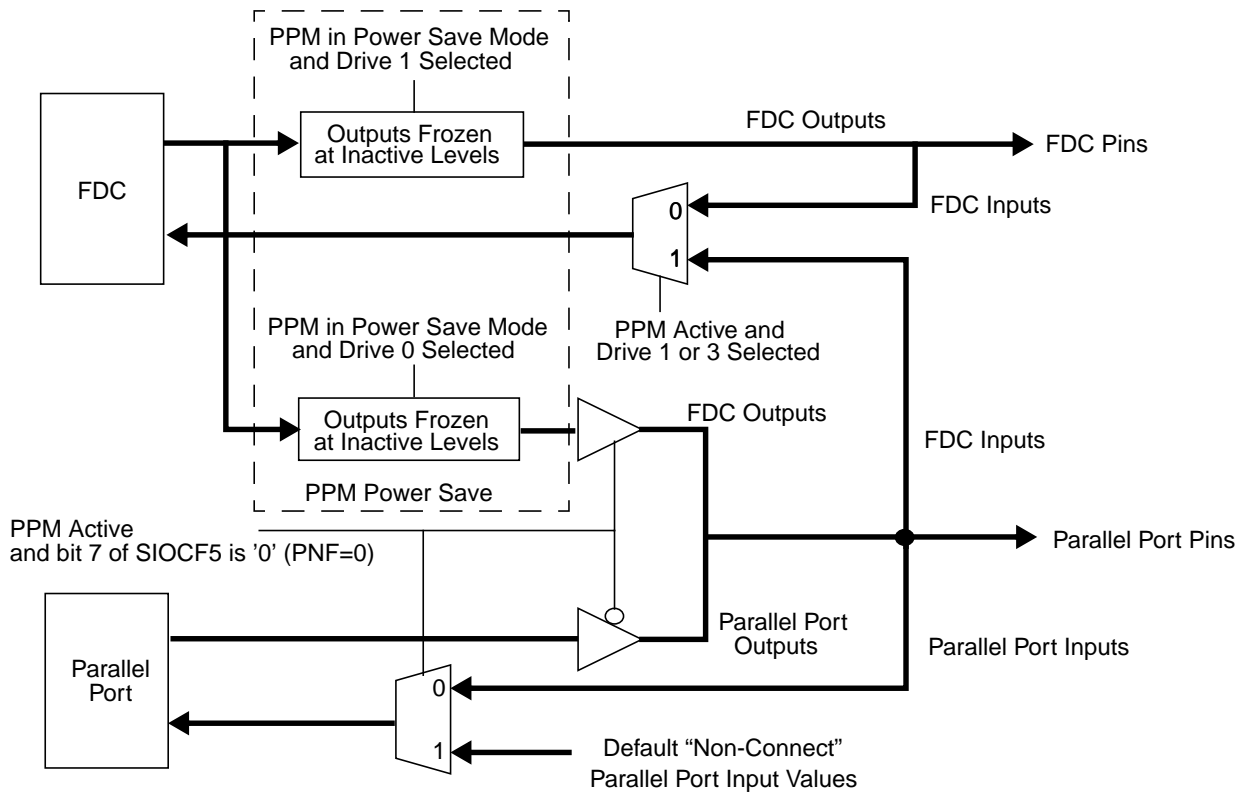 PPM in Power Save Mode
and Drive 1 Selected
FDC
Outputs Frozen
at Inactive Levels
FDC Outputs
FDC Pins
0
1
FDC Inputs
PPM Active and
Drive 1 or 3 Selected
PPM in Power Save Mode
and Drive 0 Selected
Outputs Frozen
at Inactive Levels
FDC Outputs
FDC Inputs
PPM Power Save
PPM Active
and bit 7 of SIOCF5 is '0' (PNF=0)
Parallel Port Pins
Parallel
Port
Parallel Port
Outputs
Parallel Port Inputs
0
1
Default “Non-Connect”
Parallel Port Input Values